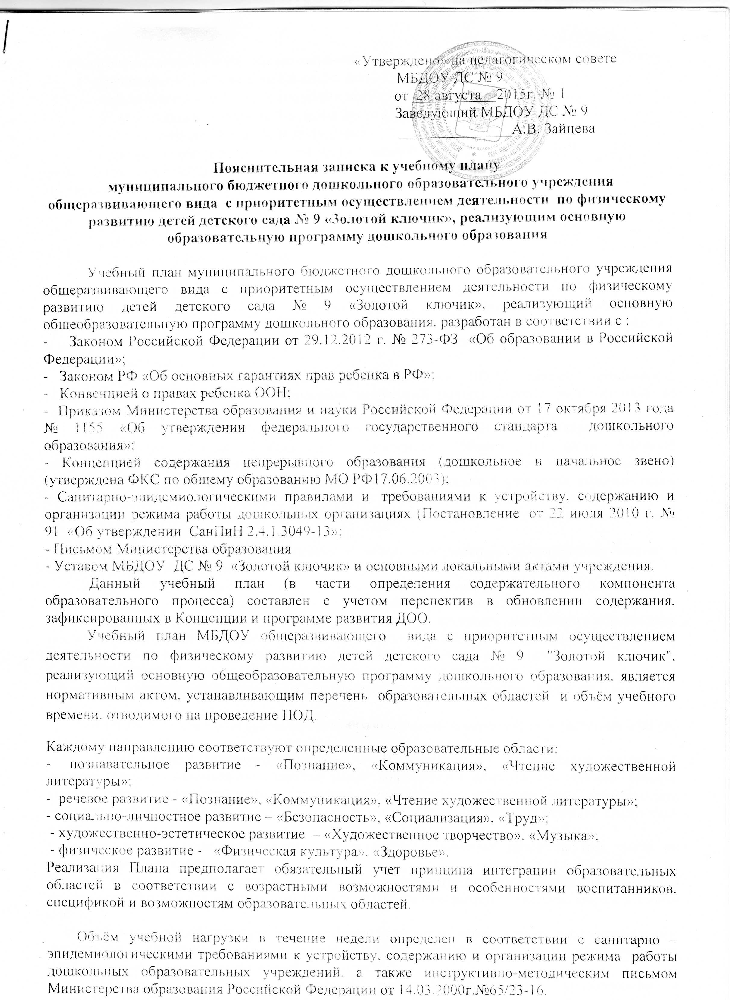 «Утверждено» на педагогическом совете
МБДОУ ДС № 9
от 28 августа 2015г. № 1
Заведующий МБДОУ ДС № 9
А.В. Зайцева
Пояснительная записка к учебному плану
муниципального бюджетного дошкольного образовательного учреждения
общеразвивающего вида с приоритетным осуществлением деятельности по физическому
развитию детей детского сада № 9 «Золотой ключик», реализующим основную
образовательную программу дошкольного образования
Учебный план муниципального бюджетного дошкольного образовательного учреждения
общеразвивающего вида с приоритетным осуществлением деятельности по физическому
развитию детей детского сада № 9 «Золотой ключик», реализующий основную
общеобразовательную программу дошкольного образования, разработан в соответствии с :
- Законом Российской Федерации от 29.12.2012 г. № 273-ФЗ «Об образовании в Российской
Федерации»;
- Законом РФ «Об основных гарантиях прав ребенка в РФ»;
- Конвенцией о правах ребенка ООН;
- Приказом Министерства образования и науки Российской Федерации от 17 октября 2013 года
№ 1155 «Об утверждении федерального государственного стандарта дошкольного
образования»;
- Концепцией содержания непрерывного образования (дошкольное и начальное звено)
(утверждена ФКС по общему образованию МО РФ17.06.2003);
- Санитарно-эпидемиологическими правилами и требованиями к устройству, содержанию и
организации режима работы дошкольных организациях (Постановление от 22 июля 2010 г. №
91 «Об утверждении СанПиН 2.4.1.3049-13»;
- Письмом Министерства образования
- Уставом МБДОУ ДС № 9 «Золотой ключик» и основными локальными актами учреждения.
Данный учебный план (в части определения содержательного компонента
образовательного процесса) составлен с учетом перспектив в обновлении содержания,
зафиксированных в Концепции и программе развития ДОО.
Учебный план МБДОУ общеразвивающего вида с приоритетным осуществлением
деятельности по физическому развитию детей детского сада № 9 "Золотой ключик",
реализующий основную общеобразовательную программу дошкольного образования, является
нормативным актом, устанавливающим перечень образовательных областей и объём учебного
времени, отводимого на проведение НОД.
Каждому направлению соответствуют определенные образовательные области:
- познавательное развитие - «Познание», «Коммуникация», «Чтение художественной
литературы»;
- речевое развитие - «Познание», «Коммуникация», «Чтение художественной литературы»;
- социально-личностное развитие – «Безопасность», «Социализация», «Труд»;
- художественно-эстетическое развитие – «Художественное творчество», «Музыка»;
- физическое развитие - «Физическая культура», «Здоровье».
Реализация Плана предполагает обязательный учет принципа интеграции образовательных
областей в соответствии с возрастными возможностями и особенностями воспитанников,
спецификой и возможностям образовательных областей.
Объём учебной нагрузки в течение недели определен в соответствии с санитарно –
эпидемиологическими требованиями к устройству, содержанию и организации режима работы
дошкольных образовательных учреждений, а также инструктивно-методическим письмом
Министерства образования Российской Федерации от 14.03.2000г.№65/23-16.